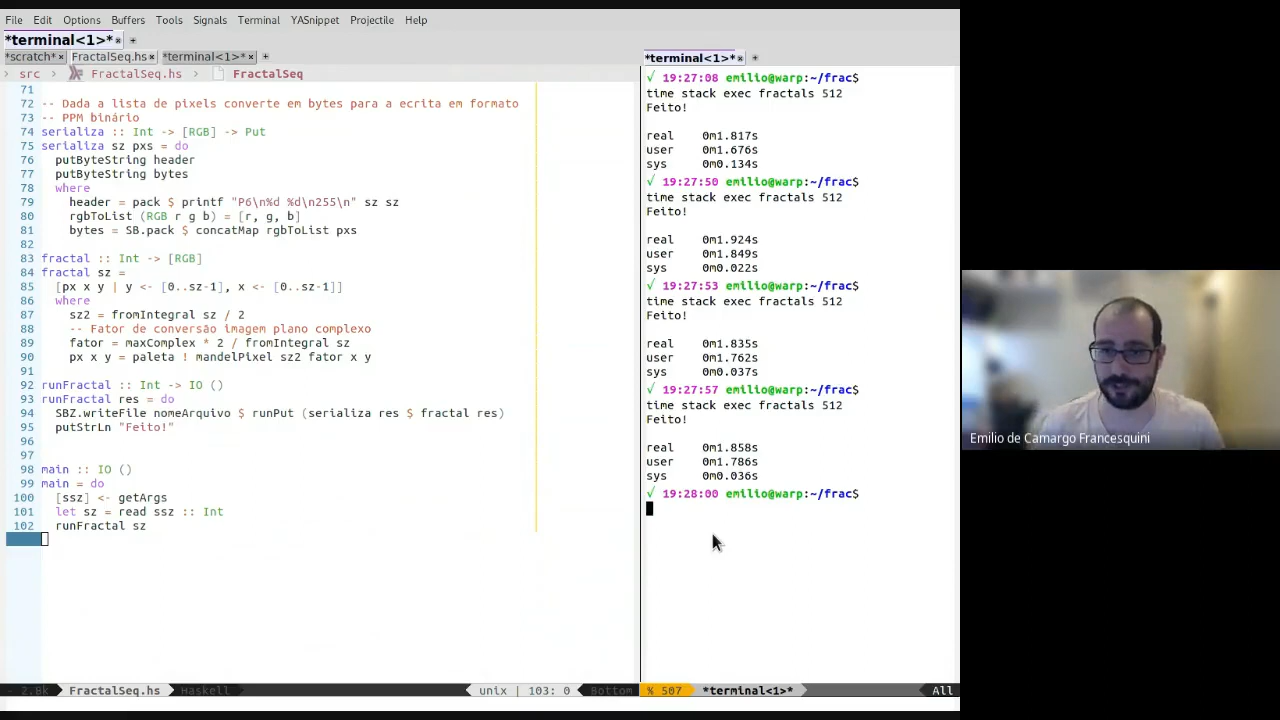 File Edit Options Buffers Tools Signals Terminal YASnippet Projectile Help
*terminal<1>*
*scratch* FractalSeq.hs *terminal<1>*
src FractalSeq.hs FractalSeq
71
72 -- Dada a lista de pixels converte em bytes para a ecrita em formato
73 -- PPM binário
74 serializa :: Int -> [RGB] -> Put
75 serializa sz pxs = do
76 putByteString header
77 putByteString bytes
78 where
79 header = pack $ printf "P6\n%d %d\n255\n" sz sz
80 rgbToList (RGB r g b) = [r, g, b]
81 bytes = SB.pack $ concatMap rgbToList pxs
82
83 fractal :: Int -> [RGB]
84 fractal sz =
85 [px x y | y <- [0..sz-1], x <- [0..sz-1]]
86 where
87 sz2 = fromIntegral sz / 2
88 -- Fator de conversão imagem plano complexo
89 fator = maxComplex * 2 / fromIntegral sz
90 px x y = paleta ! mandelPixel sz2 fator x y
91
92 runFractal :: Int -> IO ()
93 runFractal res = do
94 SBZ.writeFile nomeArquivo $ runPut (serializa res $ fractal res)
95 putStrLn "Feito!"
96
97
98 main :: IO ()
99 main = do
100 [ssz] <- getArgs
101 let sz = read ssz :: Int
102 runFractal sz
- 2.8k FractalSeq.hs Haskell unix | 103: 0 Bottom
*terminal<1>*
√ 19:27:08 emilio@warp:~/frac$
time stack exec fractals 512
Feito!
real 0m1.817s
user 0m1.676s
sys 0m0.134s
√ 19:27:50 emilio@warp:~/frac$
time stack exec fractals 512
Feito!
real 0m1.924s
user 0m1.849s
sys 0m0.022s
√ 19:27:53 emilio@warp:~/frac$
time stack exec fractals 512
Feito!
real 0m1.835s
user 0m1.762s
sys 0m0.037s
√ 19:27:57 emilio@warp:~/frac$
time stack exec fractals 512
Feito!
real 0m1.858s
user 0m1.786s
sys 0m0.036s
√ 19:28:00 emilio@warp:~/frac$
% 507 *terminal<1>* All
Emilio de Camargo Francesquini